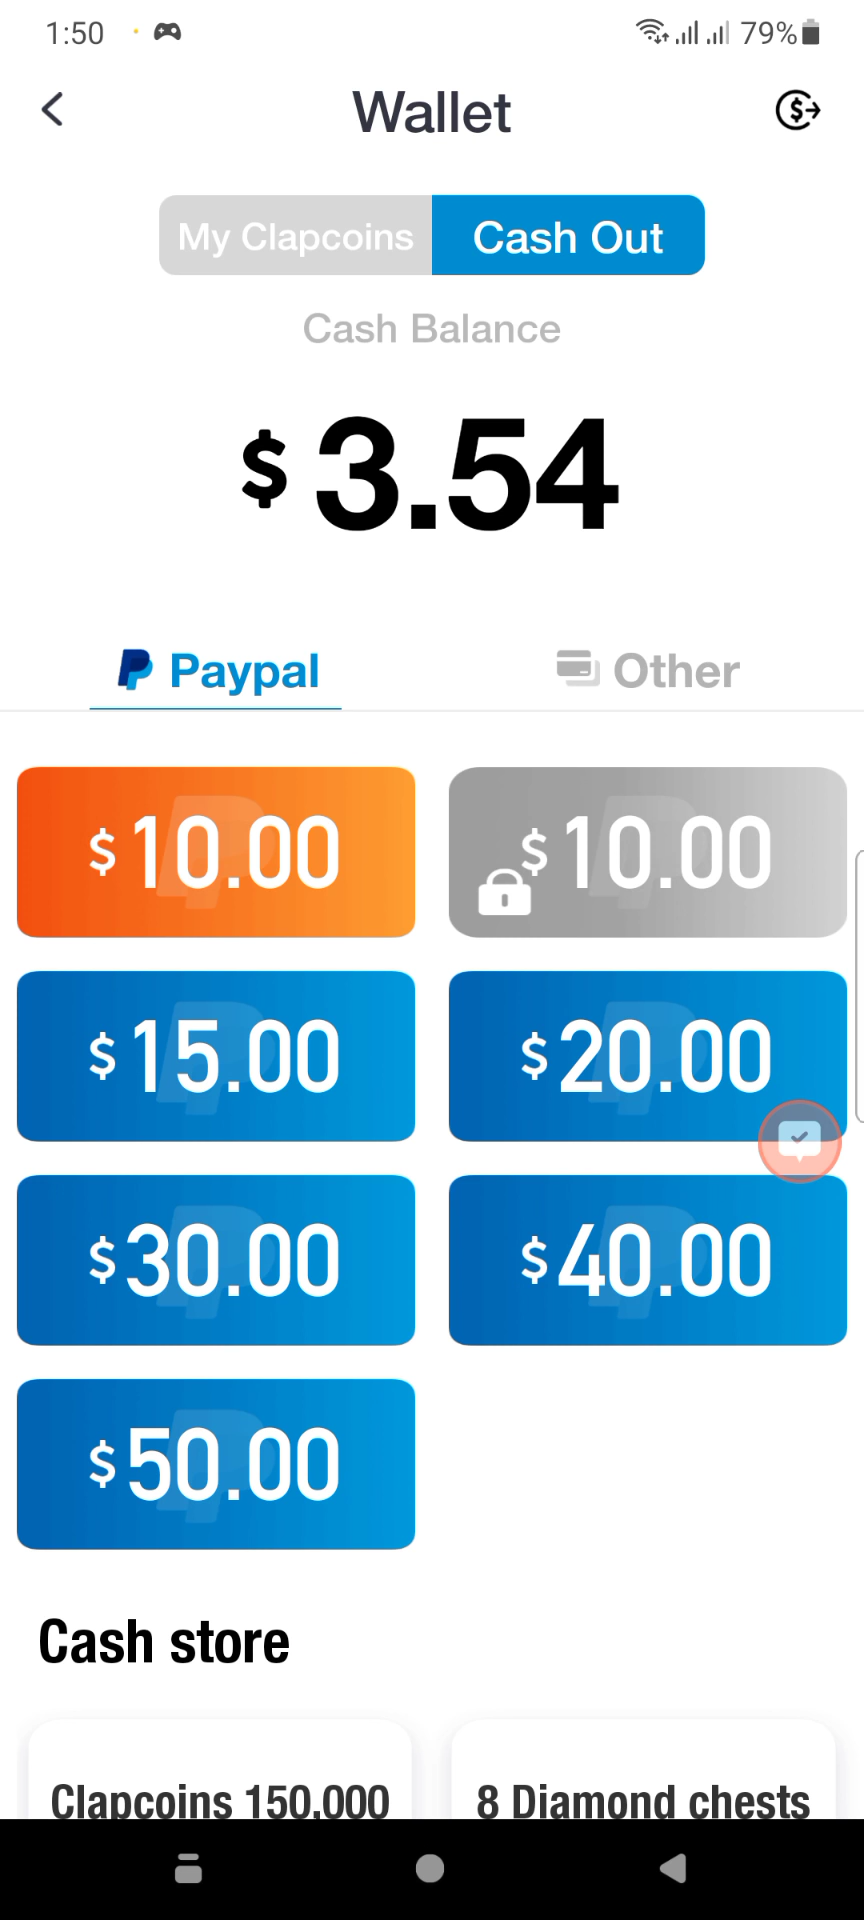 1:50 79%
Wallet
My Clapcoins Cash Out
Cash Balance
$ 3.54
Paypal Other
$ 10.00 $ 10.00
$ 15.00 $ 20.00
$ 30.00 $ 40.00
$ 50.00
Cash store
Clapcoins 150,000 8 Diamond chests